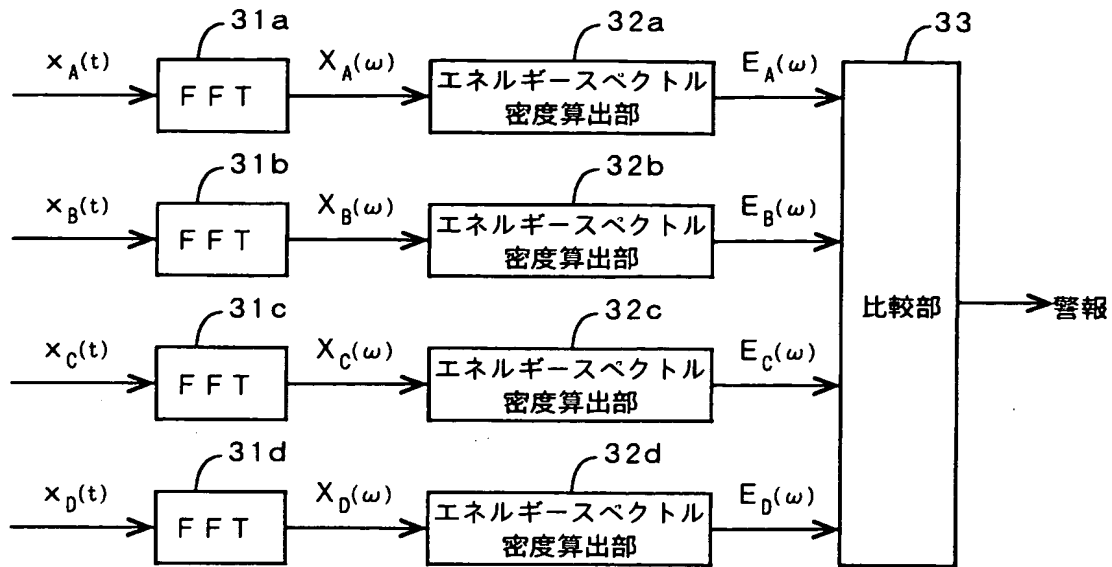 31a
32a
33
x_A(t)
X_A(ω)
E_A(ω)
FFT
エネルギースペクトル
密度算出部
31b
32b
x_B(t)
X_B(ω)
E_B(ω)
FFT
エネルギースペクトル
密度算出部
比較部
警報
31c
32c
x_C(t)
X_C(ω)
E_C(ω)
FFT
エネルギースペクトル
密度算出部
31d
32d
x_D(t)
X_D(ω)
E_D(ω)
FFT
エネルギースペクトル
密度算出部